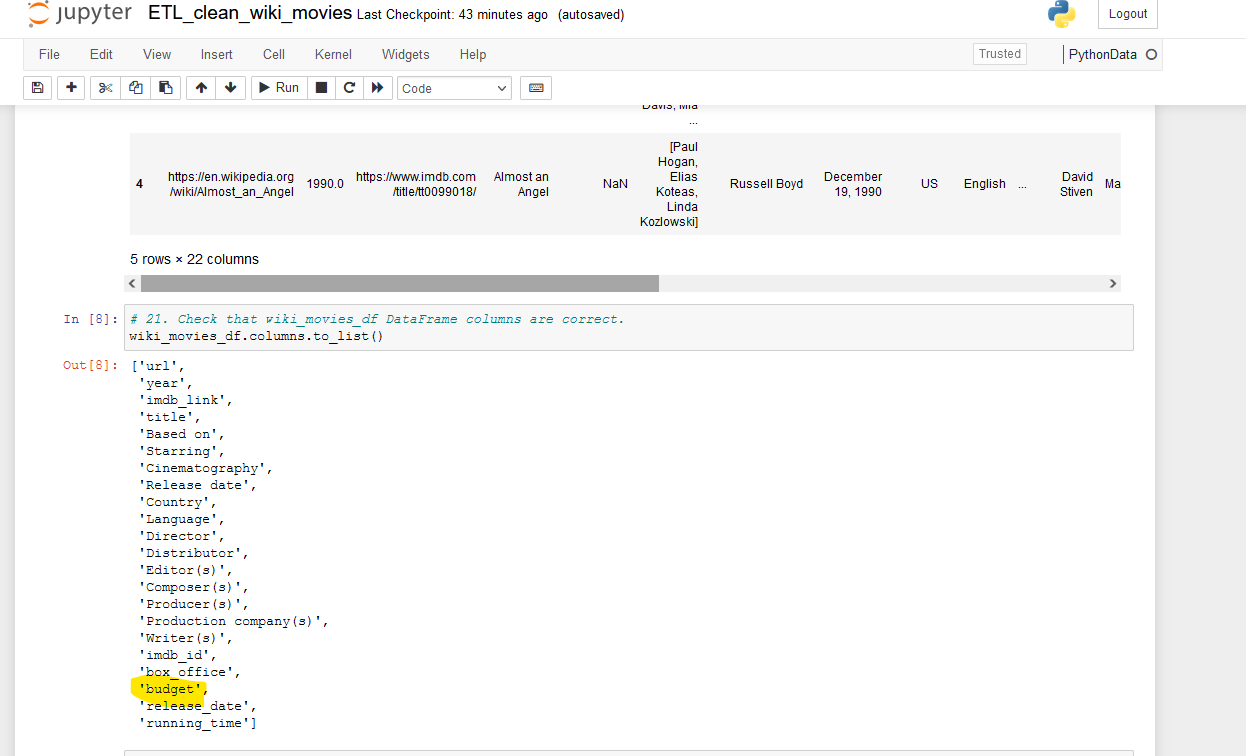 jupyter ETL_clean_wiki_movies Last Checkpoint: 43 minutes ago (autosaved) Logout
File Edit View Insert Cell Kernel Widgets Help Trusted PythonData
Run Code
Davis, Mia
...
4 https://en.wikipedia.org/wiki/Almost_an_Angel 1990.0 https://www.imdb.com/title/tt0099018/ Almost an Angel NaN [Paul Hogan, Elias Koteas, Linda Kozlowski] Russell Boyd December 19, 1990 US English ... David Stiven Ma
5 rows × 22 columns
In [8]: # 21. Check that wiki_movies_df DataFrame columns are correct.
wiki_movies_df.columns.to_list()
Out[8]: ['url',
'year',
'imdb_link',
'title',
'Based on',
'Starring',
'Cinematography',
'Release date',
'Country',
'Language',
'Director',
'Distributor',
'Editor(s)',
'Composer(s)',
'Producer(s)',
'Production company(s)',
'Writer(s)',
'imdb_id',
'box_office',
'budget',
'release_date',
'running_time']